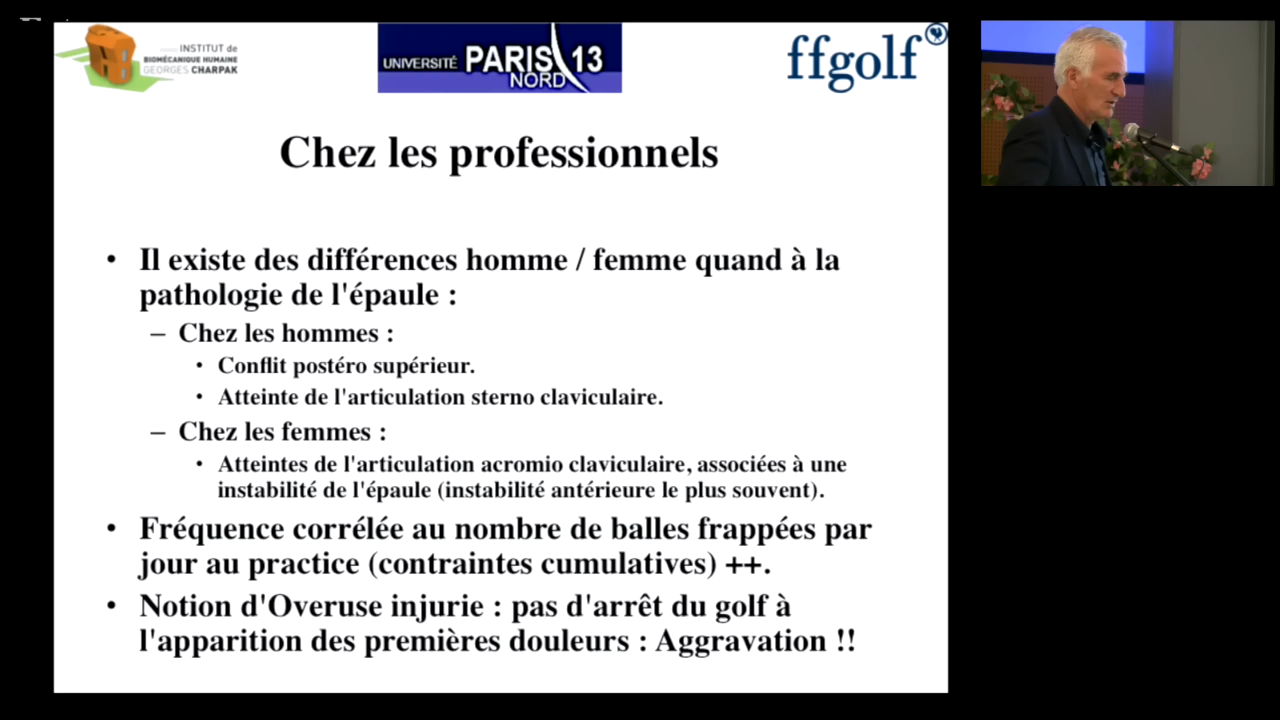 INSTITUT de
BIOMÉCANIQUE HUMAINE
GEORGES CHARPAK
UNIVERSITÉ PARIS 13
NORD
ffgolf
Chez les professionnels
• Il existe des différences homme / femme quand à la
pathologie de l'épaule :
– Chez les hommes :
• Conflit postéro supérieur.
• Atteinte de l'articulation sterno claviculaire.
– Chez les femmes :
• Atteintes de l'articulation acromio claviculaire, associées à une
instabilité de l'épaule (instabilité antérieure le plus souvent).
• Fréquence corrélée au nombre de balles frappées par
jour au practice (contraintes cumulatives) ++.
• Notion d'Overuse injurie : pas d'arrêt du golf à
l'apparition des premières douleurs : Aggravation !!